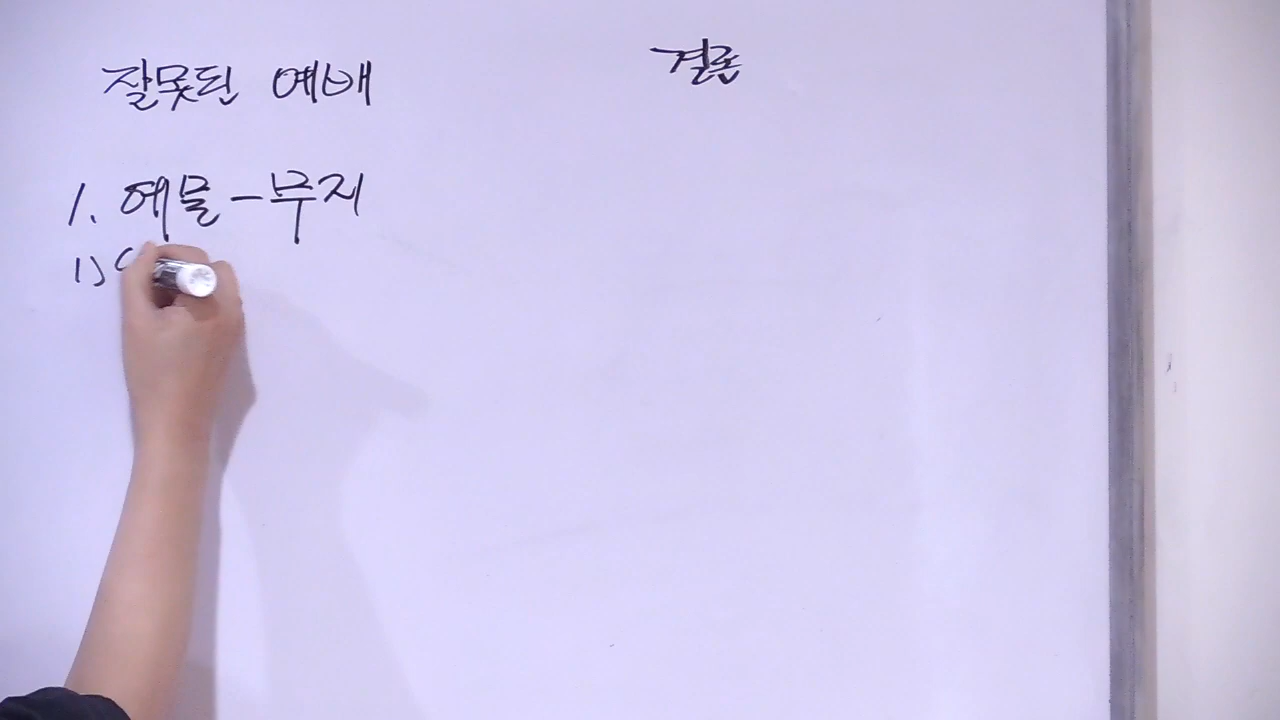 잘못된 예배
결론
1. 예물-무지
1)